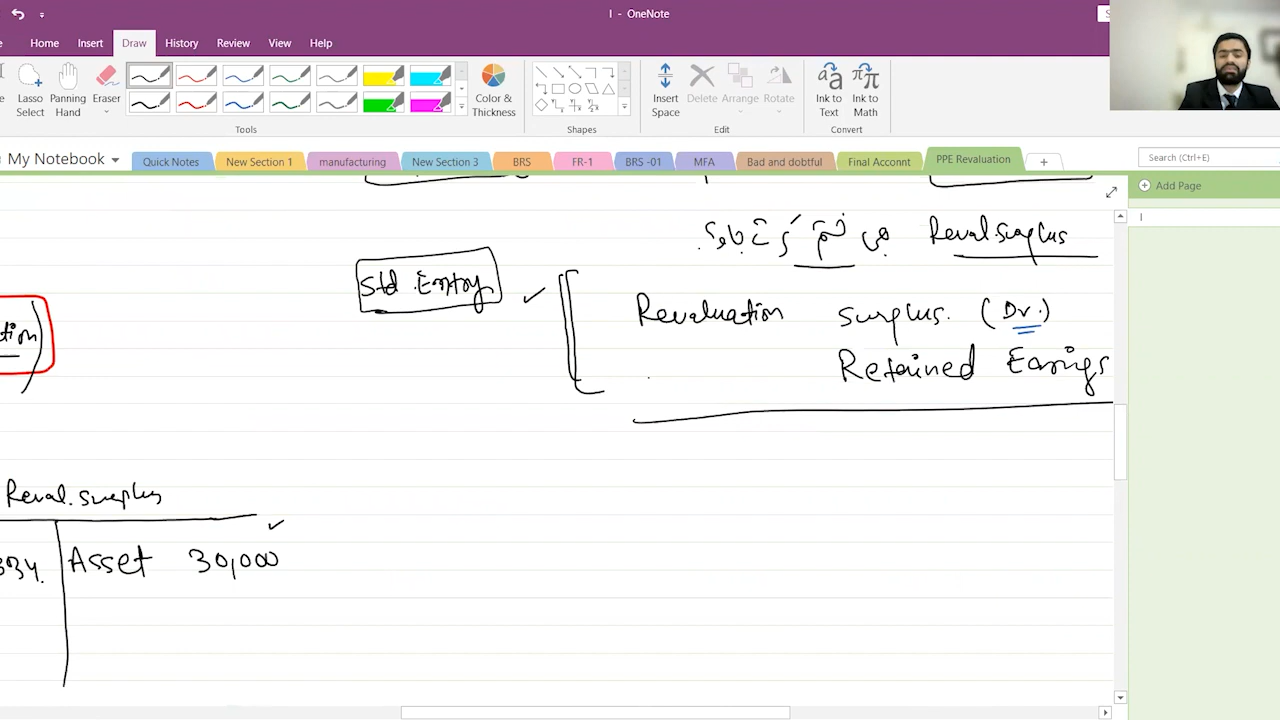 I - OneNote
Home Insert Draw History Review View Help
Lasso Select
Panning Hand
Eraser
Color & Thickness
Insert Space
Delete
Arrange
Rotate
Ink to Text
Ink to Math
Tools
Shapes
Edit
Convert
My Notebook
Quick Notes
New Section 1
manufacturing
New Section 3
BRS
FR-1
BRS -01
MFA
Bad and dobtful
Final Acconnt
PPE Revaluation
Search (Ctrl+E)
Add Page
I
Reval.surplus
Std Entry
Revaluation surplus. (Dr.)
Retained Earings
Reval.surplus
334. Asset 30,000